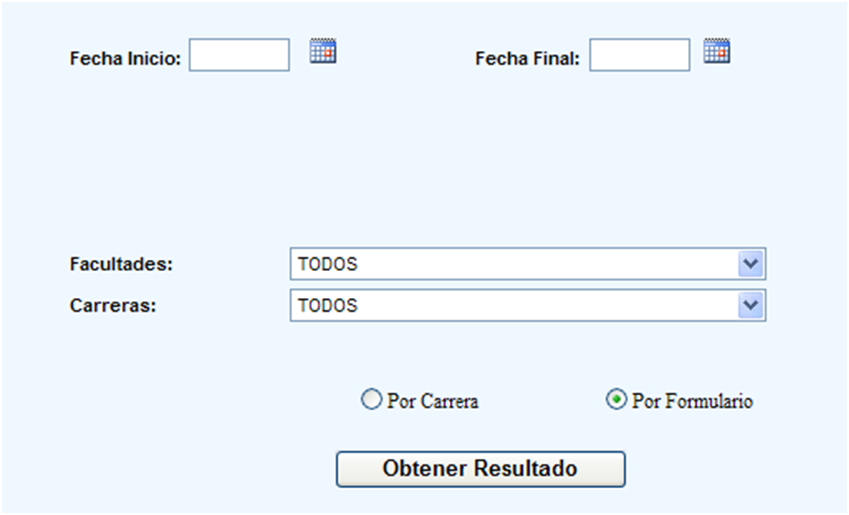 Fecha Inicio: Fecha Final:
Facultades: TODOS
Carreras: TODOS
Por Carrera Por Formulario
Obtener Resultado